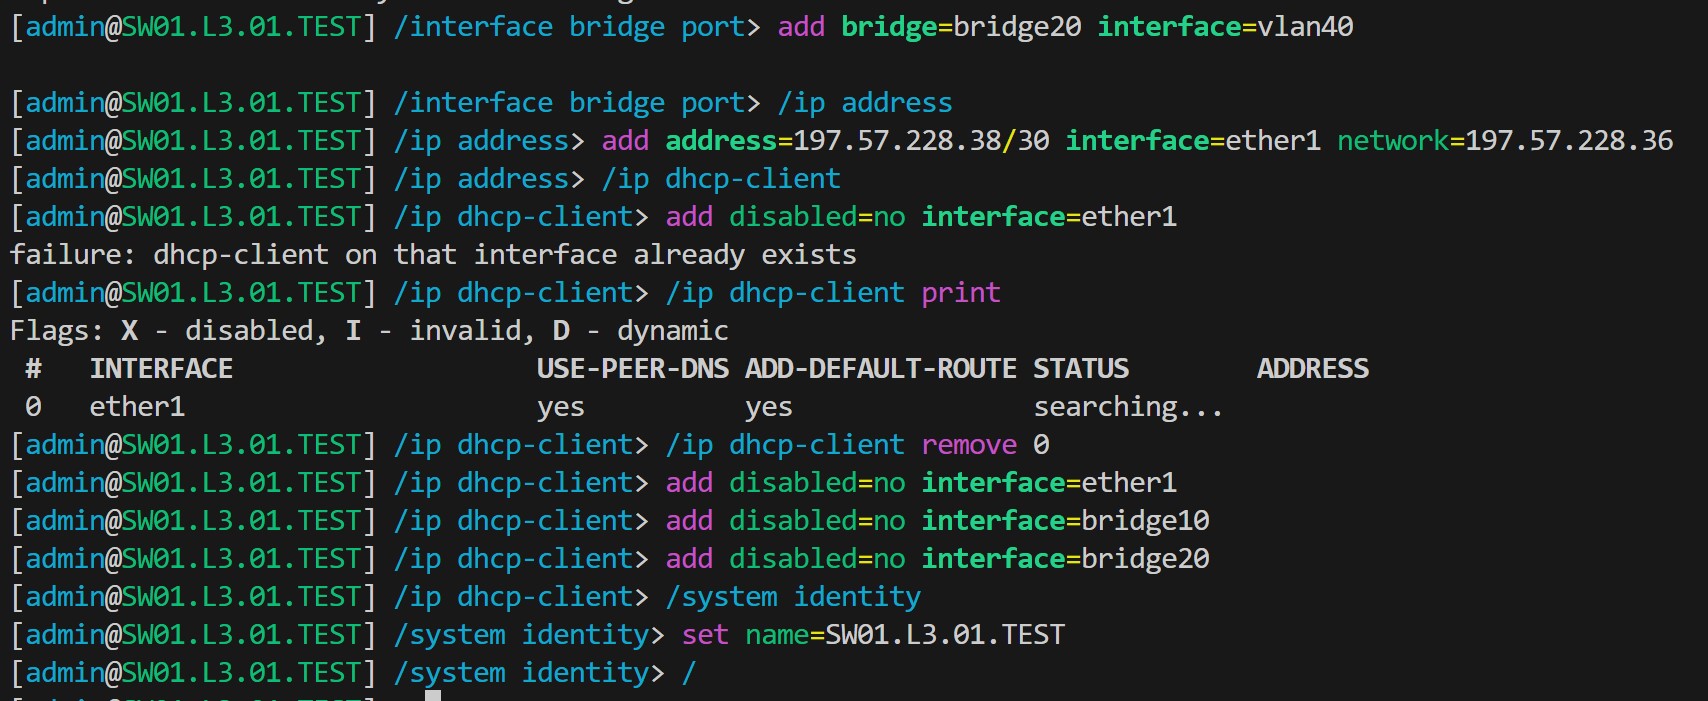 [admin@SW01.L3.01.TEST] /interface bridge port> add bridge=bridge20 interface=vlan40
[admin@SW01.L3.01.TEST] /interface bridge port> /ip address
[admin@SW01.L3.01.TEST] /ip address> add address=197.57.228.38/30 interface=ether1 network=197.57.228.36
[admin@SW01.L3.01.TEST] /ip address> /ip dhcp-client
[admin@SW01.L3.01.TEST] /ip dhcp-client> add disabled=no interface=ether1
failure: dhcp-client on that interface already exists
[admin@SW01.L3.01.TEST] /ip dhcp-client> /ip dhcp-client print
Flags: X - disabled, I - invalid, D - dynamic
# INTERFACE USE-PEER-DNS ADD-DEFAULT-ROUTE STATUS ADDRESS
0 ether1 yes yes searching...
[admin@SW01.L3.01.TEST] /ip dhcp-client> /ip dhcp-client remove 0
[admin@SW01.L3.01.TEST] /ip dhcp-client> add disabled=no interface=ether1
[admin@SW01.L3.01.TEST] /ip dhcp-client> add disabled=no interface=bridge10
[admin@SW01.L3.01.TEST] /ip dhcp-client> add disabled=no interface=bridge20
[admin@SW01.L3.01.TEST] /ip dhcp-client> /system identity
[admin@SW01.L3.01.TEST] /system identity> set name=SW01.L3.01.TEST
[admin@SW01.L3.01.TEST] /system identity> /